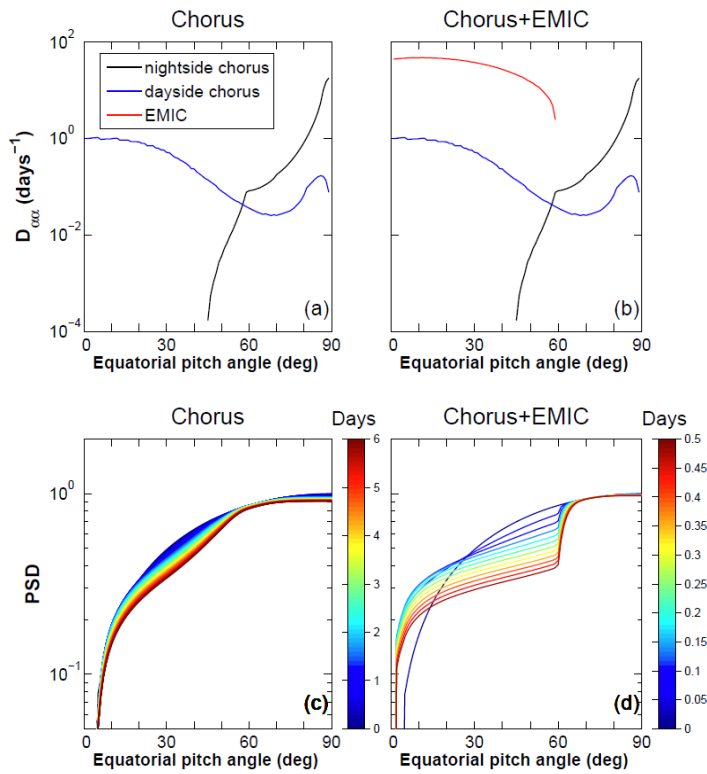 Chorus
Chorus+EMIC
10²
10⁰
10⁻²
10⁻⁴
D_αα (days⁻¹)
nightside chorus
dayside chorus
EMIC
(a)
(b)
0 30 60 90
0 30 60 90
Equatorial pitch angle (deg)
Equatorial pitch angle (deg)
Chorus
Days
Chorus+EMIC
Days
10⁰
10⁻¹
PSD
6
5
4
3
2
1
0
0.5
0.45
0.4
0.35
0.3
0.25
0.2
0.15
0.1
0.05
0
(c)
(d)
0 30 60 90
0 30 60 90
Equatorial pitch angle (deg)
Equatorial pitch angle (deg)